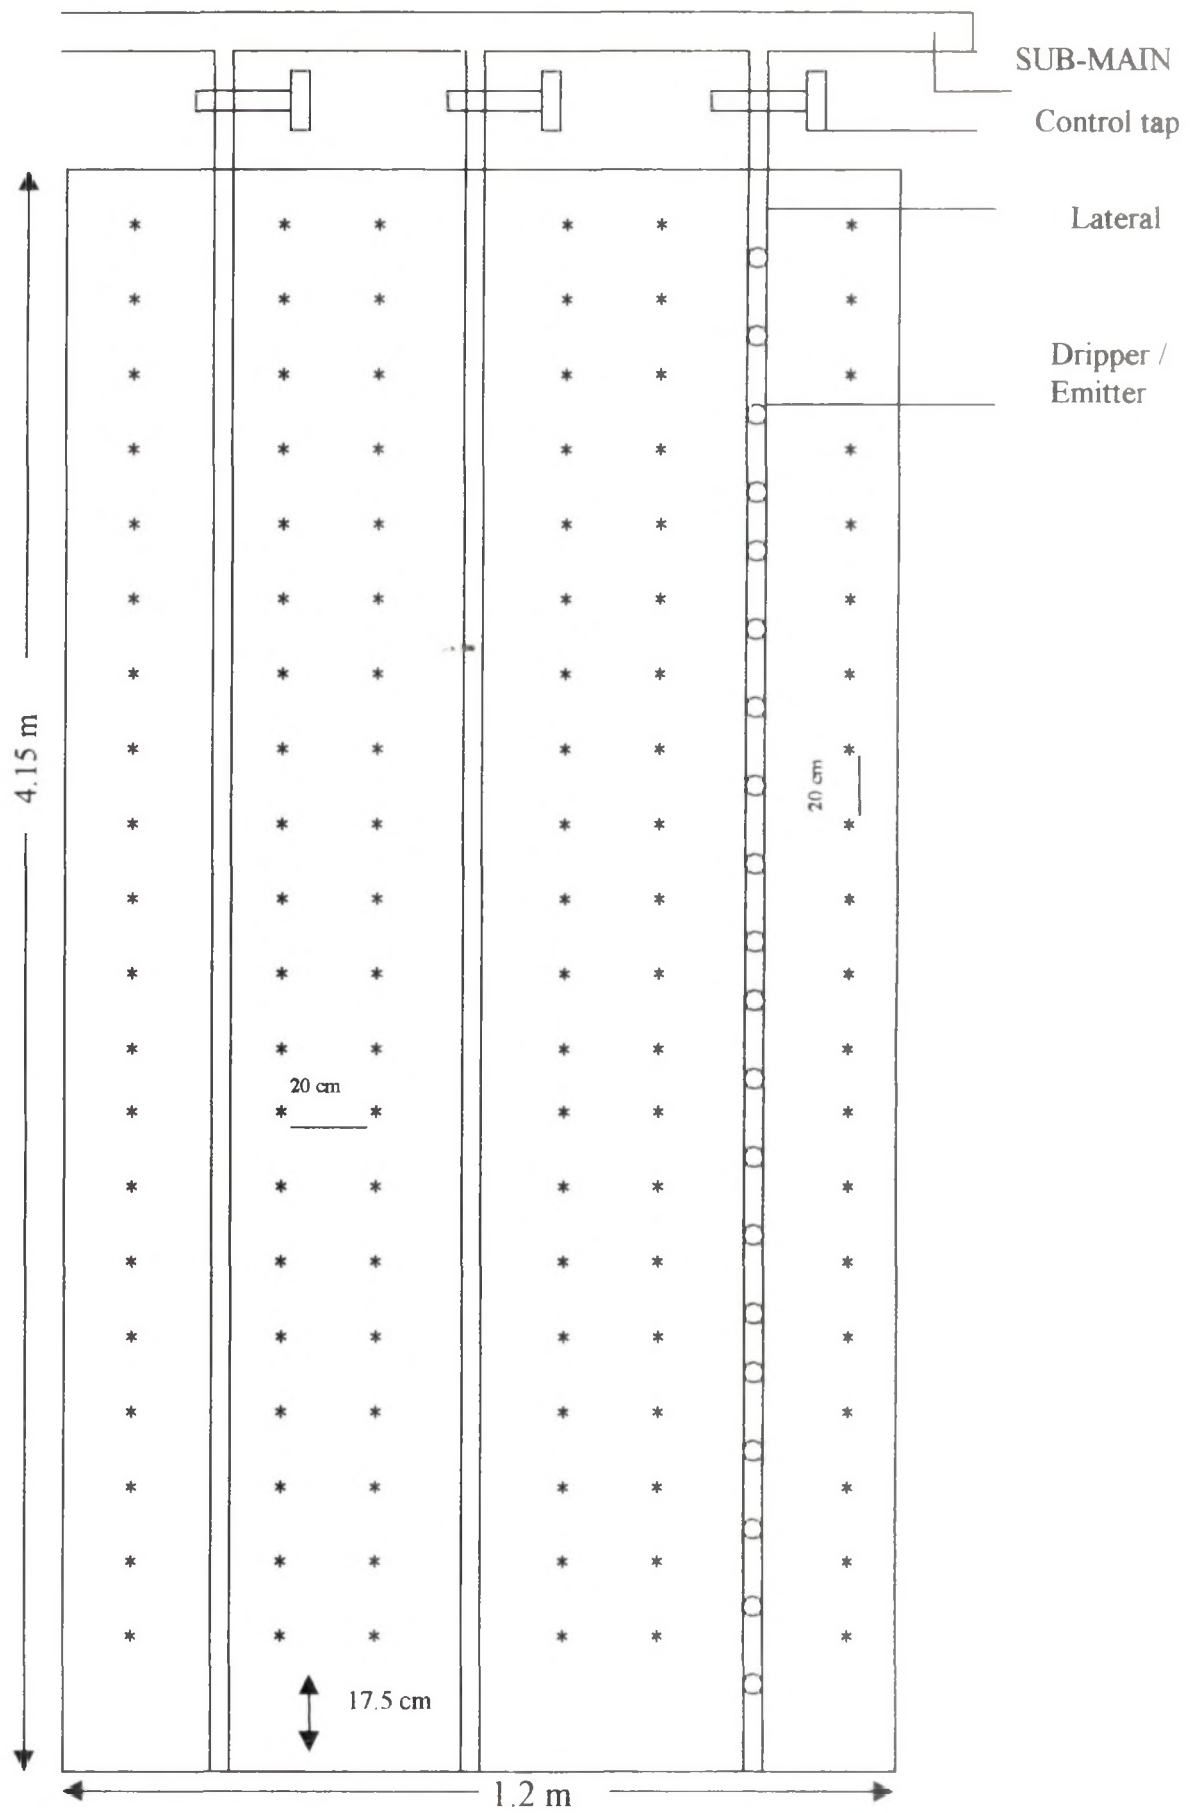 SUB-MAIN
Control tap
Lateral
Dripper /
Emitter
4.15 m
20 cm
20 cm
17.5 cm
1.2 m